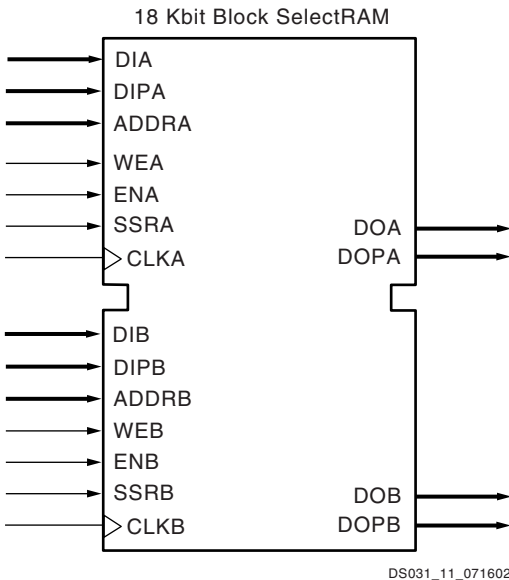 18 Kbit Block SelectRAM
DIA
DIPA
ADDRA
WEA
ENA
SSRA
CLKA
DOA
DOPA
DIB
DIPB
ADDRB
WEB
ENB
SSRB
CLKB
DOB
DOPB
DS031_11_071602